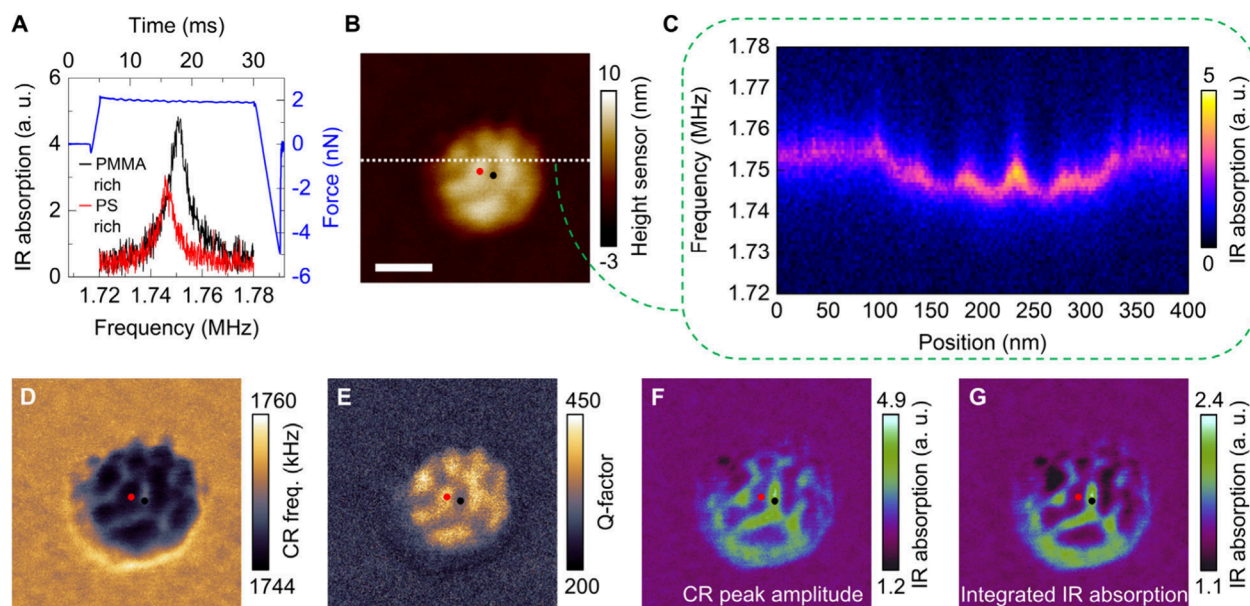 A
Time (ms)
0 10 20 30
6
4
2
0
IR absorption (a. u.)
PMMA
rich
PS
rich
2
0
-2
-4
-6
Force (nN)
1.72 1.74 1.76 1.78
Frequency (MHz)
B
10
-3
Height sensor (nm)
C
1.78
1.77
1.76
1.75
1.74
1.73
1.72
Frequency (MHz)
0 50 100 150 200 250 300 350 400
Position (nm)
5
0
IR absorption (a. u.)
D
1760
1744
CR freq. (kHz)
E
450
200
Q-factor
F
CR peak amplitude
4.9
1.2
IR absorption (a. u.)
G
Integrated IR absorption
2.4
1.1
IR absorption (a. u.)